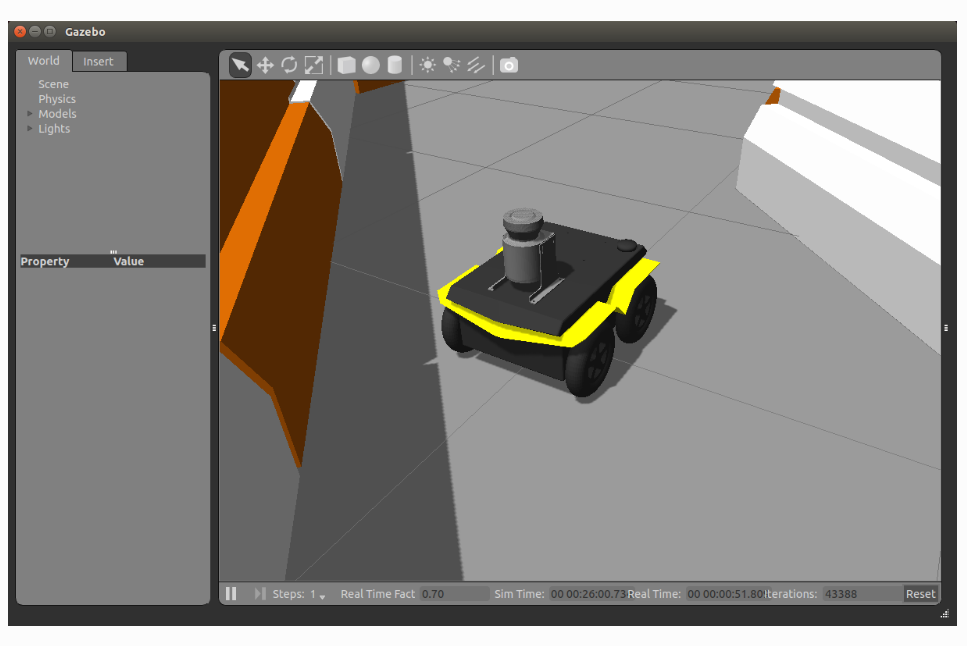 Gazebo
World Insert
Scene
Physics
Models
Lights
Property Value
Steps: 1 Real Time Fact 0.70 Sim Time: 00 00:26:00.73 Real Time: 00 00:00:51.80 Iterations: 43388 Reset